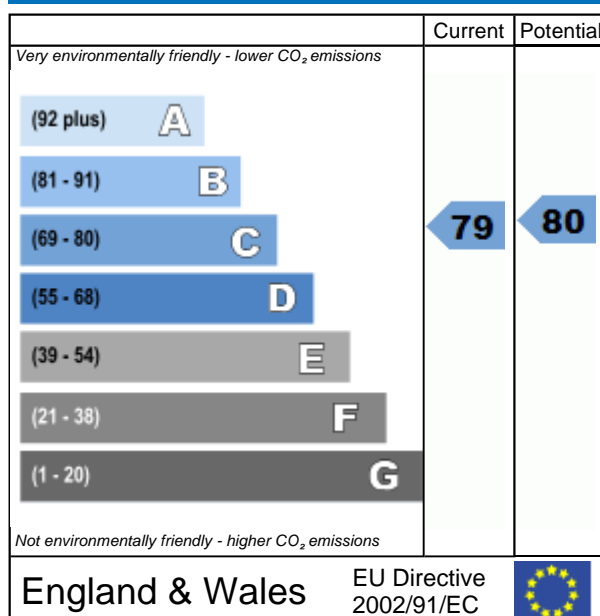 Current Potential
Very environmentally friendly - lower CO₂ emissions
(92 plus) A
(81 - 91) B
(69 - 80) C
79 80
(55 - 68) D
(39 - 54) E
(21 - 38) F
(1 - 20) G
Not environmentally friendly - higher CO₂ emissions
England & Wales
EU Directive
2002/91/EC